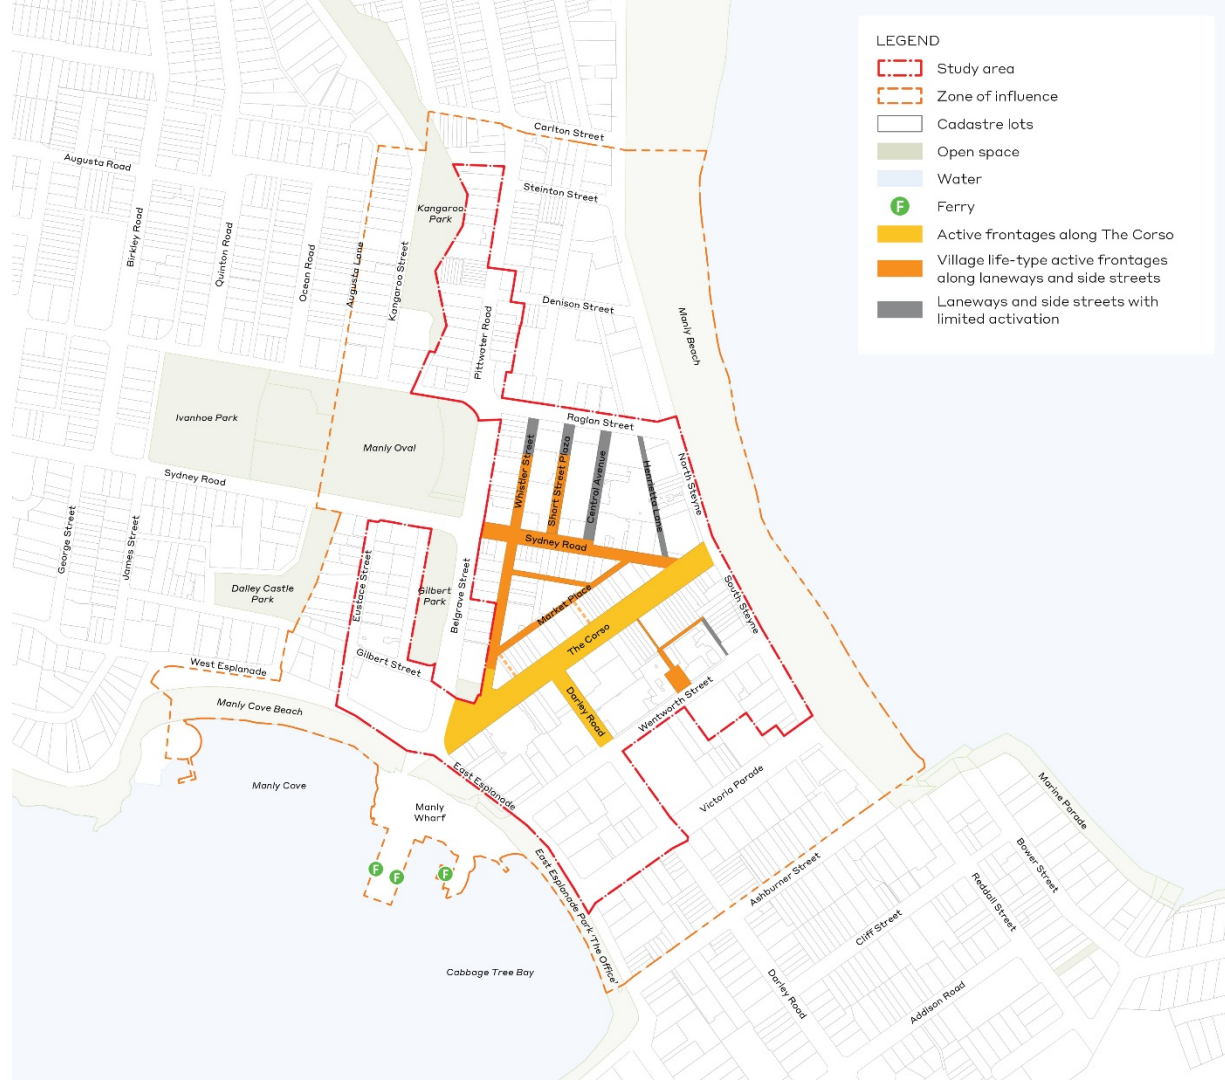 LEGEND
Study area
Zone of influence
Cadastre lots
Open space
Water
F
Ferry
Active frontages along The Corso
Village life-type active frontages
along laneways and side streets
Laneways and side streets with
limited activation
Carlton Street
Augusta Road
Steinton Street
Kangaroo
Park
Birkley Road
Quinton Road
Ocean Road
Augusta Lane
Kangaroo Street
Denison Street
Pittwater Road
Manly Beach
Ivanhoe Park
Manly Oval
Raglan Street
Whistler Street
Short Street Plaza
Central Avenue
Henrietta Lane
North Steyne
Sydney Road
Sydney Road
George Street
James Street
Dalley Castle
Park
Eustace Street
Gilbert
Park
Belgrave Street
Market Place
The Corso
South Steyne
Gilbert Street
West Esplanade
Manly Cove Beach
Darley Road
Wentworth Street
East Esplanade
Victoria Parade
Manly Cove
Manly
Wharf
Marine Parade
F
F
F
East Esplanade Park 'The Office'
Ashburner Street
Bower Street
Reddall Street
Cliff Street
Cabbage Tree Bay
Darley Road
Addison Road